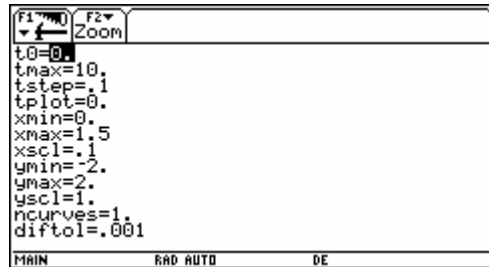 F1 F2
Zoom
t0=0.
tmax=10.
tstep=.1
tplot=0.
xmin=0.
xmax=1.5
xscl=.1
ymin=-2.
ymax=2.
yscl=1.
ncurves=1.
diftol=.001
MAIN RAD AUTO DE